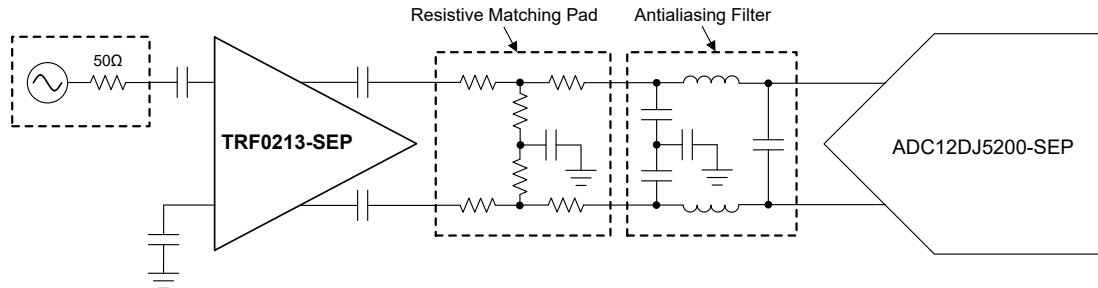 Resistive Matching Pad
Antialiasing Filter
50Ω
TRF0213-SEP
ADC12DJ5200-SEP